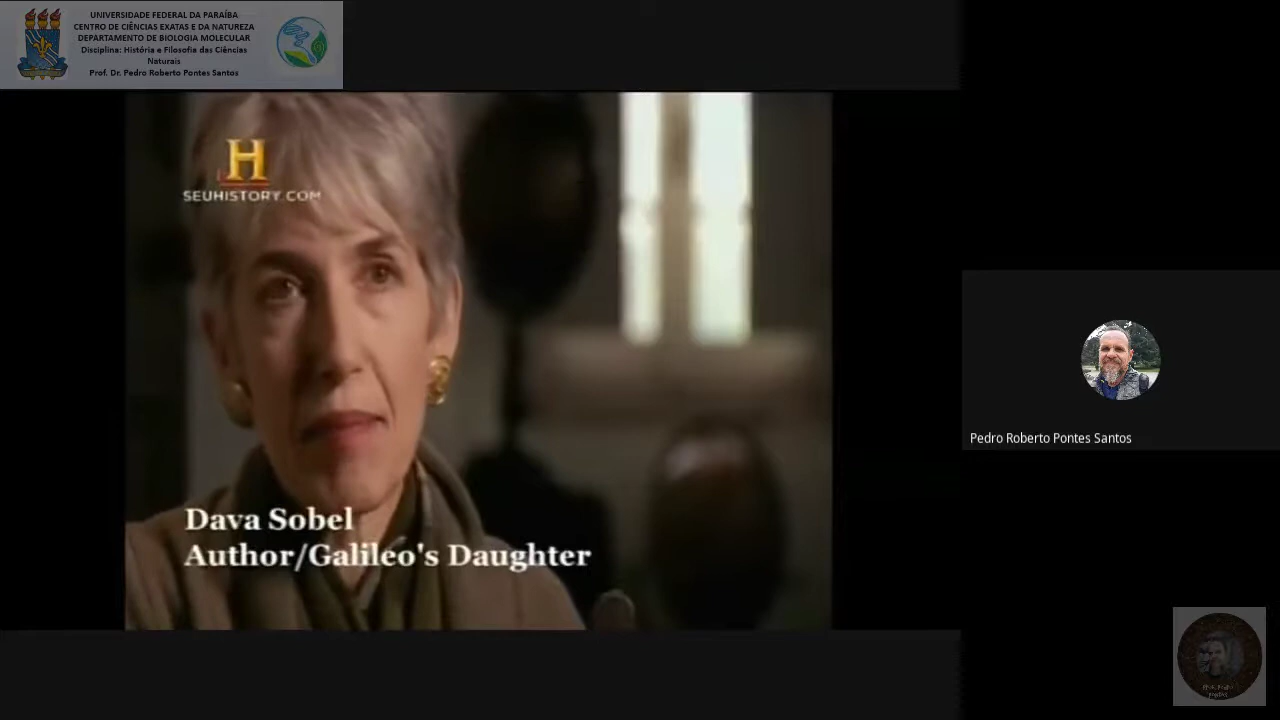 UNIVERSIDADE FEDERAL DA PARAÍBA
CENTRO DE CIÊNCIAS EXATAS E DA NATUREZA
DEPARTAMENTO DE BIOLOGIA MOLECULAR
Disciplina: História e Filosofia das Ciências
Naturais
Prof. Dr. Pedro Roberto Pontes Santos
H
SEUHISTORY.COM
Dava Sobel
Author/Galileo's Daughter
Pedro Roberto Pontes Santos